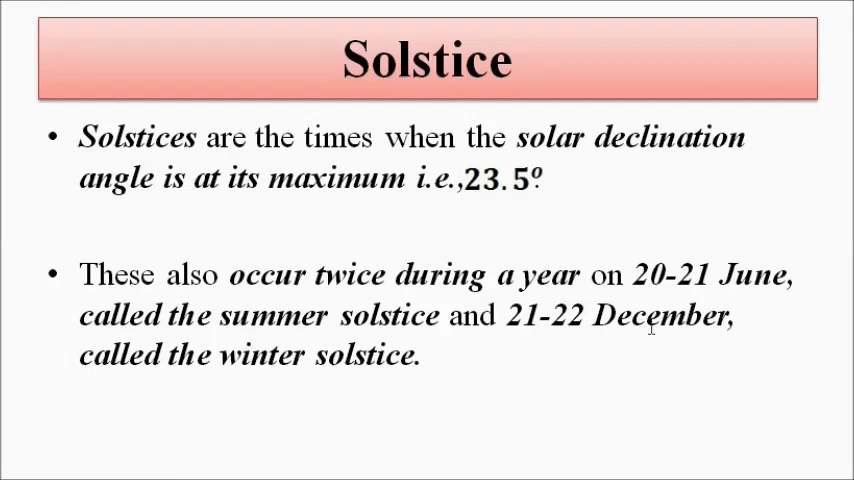 Solstice
• Solstices are the times when the solar declination
angle is at its maximum i.e.,23.5º.
• These also occur twice during a year on 20-21 June,
called the summer solstice and 21-22 December,
called the winter solstice.